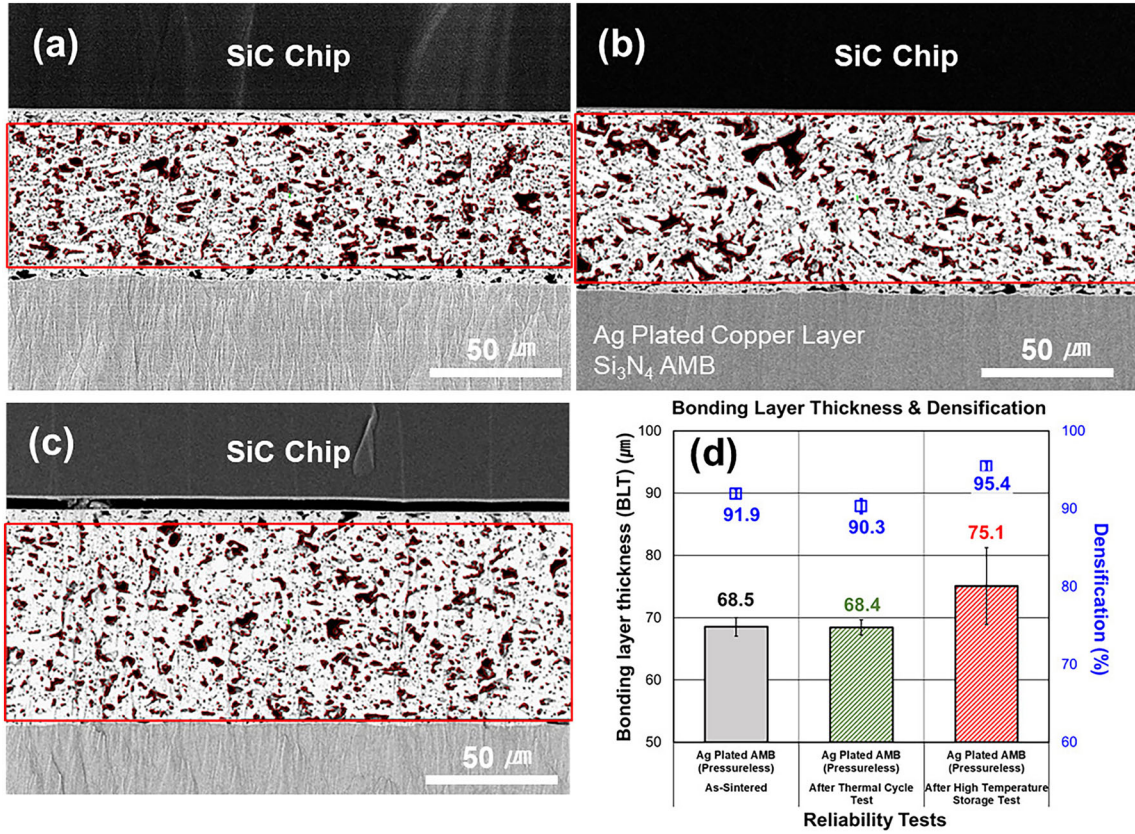 (a)
SiC Chip
50 ㎛
(b)
SiC Chip
Ag Plated Copper Layer
Si₃N₄ AMB
50 ㎛
(c)
SiC Chip
50 ㎛
Bonding Layer Thickness & Densification
(d)
Bonding layer thickness (BLT) (㎛)
100
90
80
70
60
50
Densification (%)
100
90
80
70
60
91.9
90.3
95.4
68.5
68.4
75.1
Ag Plated AMB
(Pressureless)
As-Sintered
Ag Plated AMB
(Pressureless)
After Thermal Cycle
Test
Ag Plated AMB
(Pressureless)
After High Temperature
Storage Test
Reliability Tests